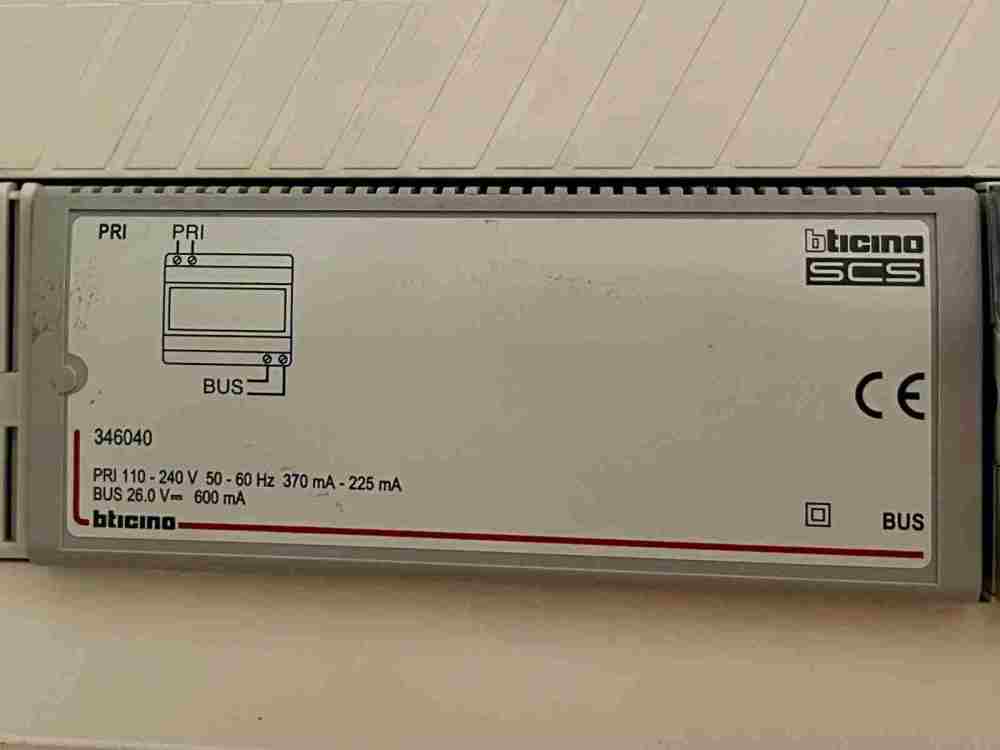 PRI
PRI
bticino
SCS
BUS
CE
346040
PRI 110 - 240 V 50 - 60 Hz 370 mA - 225 mA
BUS 26.0 V⎓ 600 mA
bticino
BUS